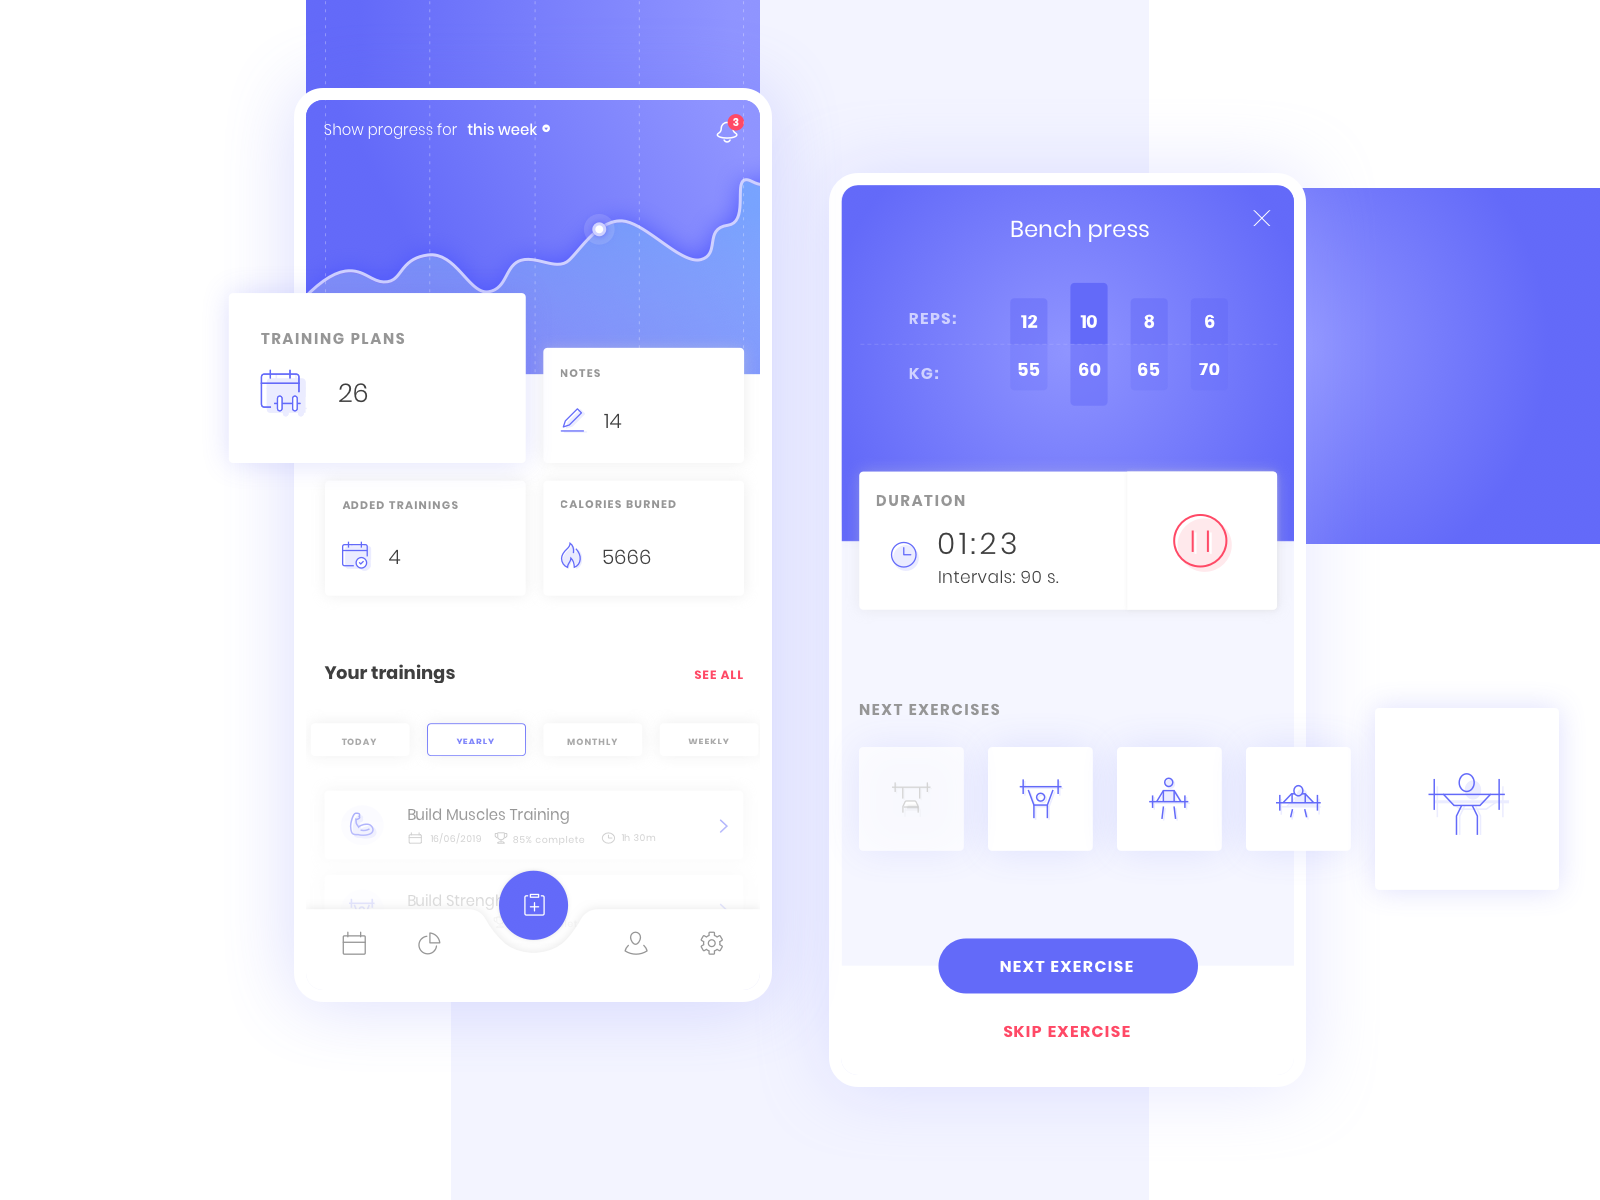 Show progress for this week
3
TRAINING PLANS
26
NOTES
14
ADDED TRAININGS
4
CALORIES BURNED
5666
Your trainings
SEE ALL
TODAY
YEARLY
MONTHLY
WEEKLY
Build Muscles Training
16/06/2019
85% complete
1h 30m
Build
Bench press
REPS:
12
10
8
6
KG:
55
60
65
70
DURATION
01:23
Intervals: 90 s.
NEXT EXERCISES
NEXT EXERCISE
SKIP EXERCISE